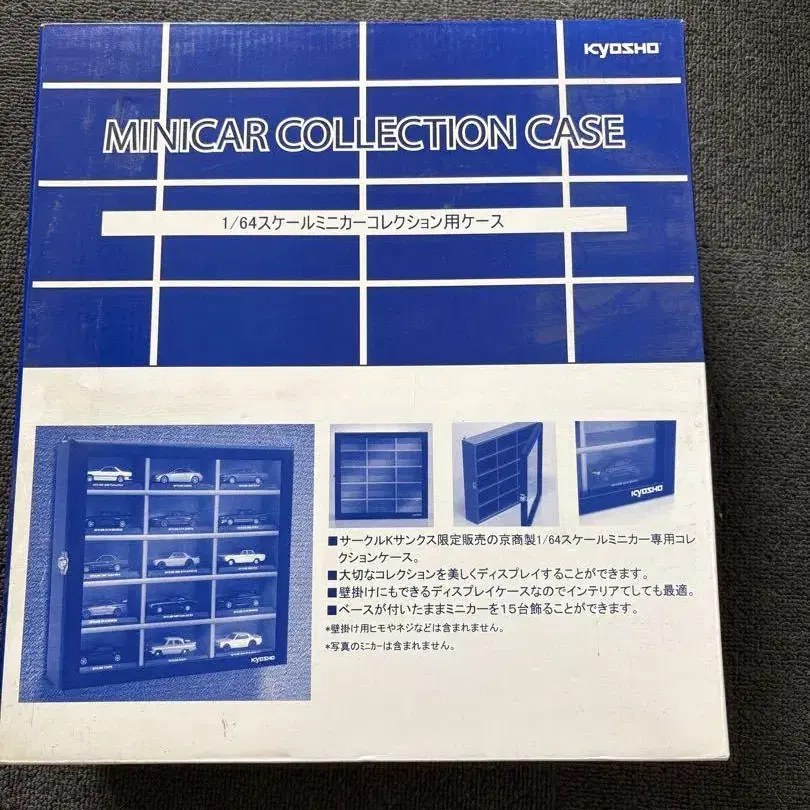 KYOSHO
MINICAR COLLECTION CASE
1/64スケールミニカーコレクション用ケース
KYOSHO
KYOSHO
■サークルKサンクス限定販売の京商製1/64スケールミニカー専用コレ
クションケース。
■大切なコレクションを美しくディスプレイすることができます。
■壁掛けにもできるディスプレイケースなのでインテリアてしても最適。
■ベースが付いたままミニカーを15台飾ることができます。
*壁掛け用ヒモやネジなどは含まれません。
*写真のミニカーは含まれません。